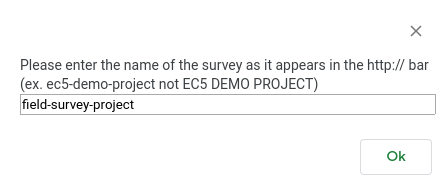 Please enter the name of the survey as it appears in the http:// bar
(ex. ec5-demo-project not EC5 DEMO PROJECT)
field-survey-project
Ok